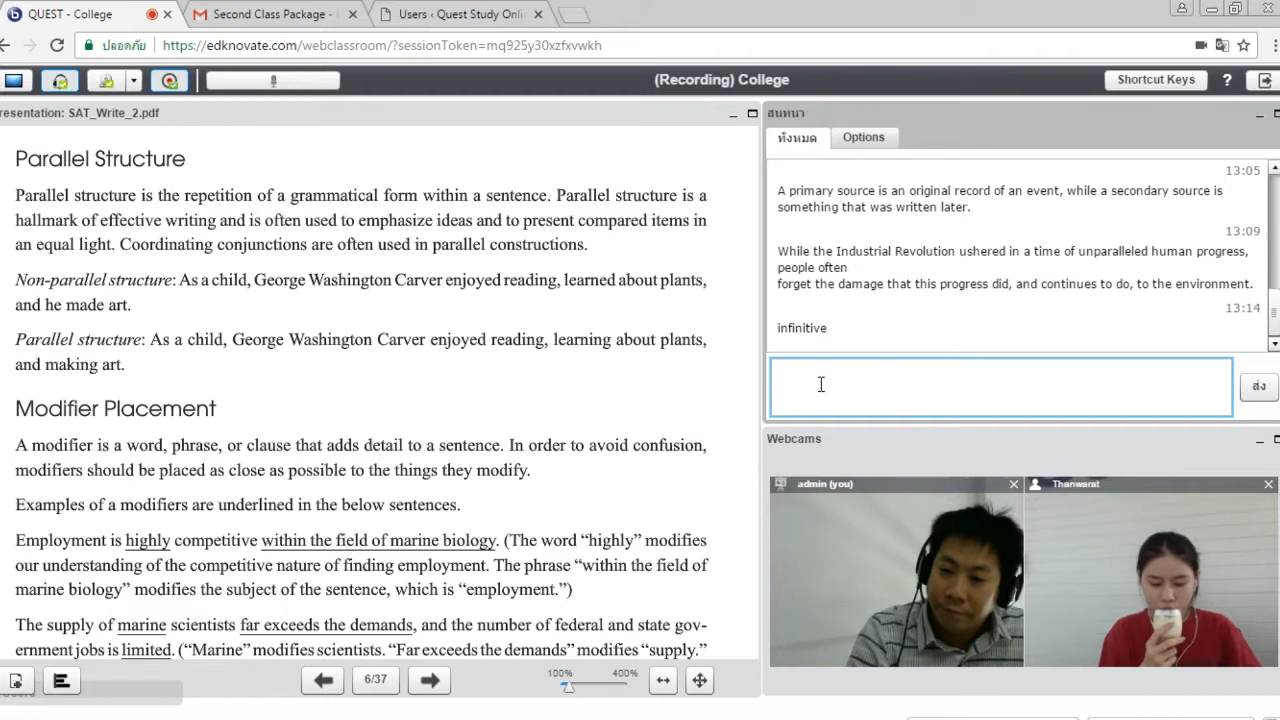 QUEST - College
Second Class Package -
Users ‹ Quest Study Onli
ปลอดภัย
https://edknovate.com/webclassroom/?sessionToken=mq925y30xzfxvwkh
(Recording) College
Shortcut Keys
?
resentation: SAT_Write_2.pdf
Parallel Structure
Parallel structure is the repetition of a grammatical form within a sentence. Parallel structure is a
hallmark of effective writing and is often used to emphasize ideas and to present compared items in
an equal light. Coordinating conjunctions are often used in parallel constructions.
Non-parallel structure: As a child, George Washington Carver enjoyed reading, learned about plants,
and he made art.
Parallel structure: As a child, George Washington Carver enjoyed reading, learning about plants,
and making art.
Modifier Placement
A modifier is a word, phrase, or clause that adds detail to a sentence. In order to avoid confusion,
modifiers should be placed as close as possible to the things they modify.
Examples of a modifiers are underlined in the below sentences.
Employment is highly competitive within the field of marine biology. (The word “highly” modifies
our understanding of the competitive nature of finding employment. The phrase “within the field of
marine biology” modifies the subject of the sentence, which is “employment.”)
The supply of marine scientists far exceeds the demands, and the number of federal and state gov-
ernment jobs is limited. (“Marine” modifies scientists. “Far exceeds the demands” modifies “supply.”
6/37
100%
400%
สนทนา
ทั้งหมด
Options
13:05
A primary source is an original record of an event, while a secondary source is
something that was written later.
13:09
While the Industrial Revolution ushered in a time of unparalleled human progress,
people often
forget the damage that this progress did, and continues to do, to the environment.
13:14
infinitive
ส่ง
Webcams
admin (you)
Thanwarat